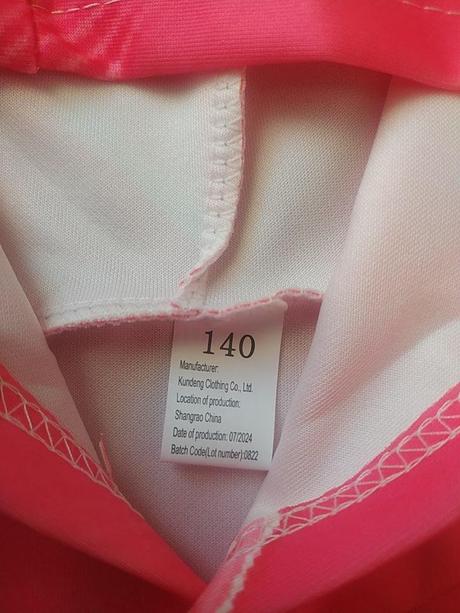 140
Manufacturer:
Kundeng Clothing Co., Ltd.
Location of production:
Shangrao China
Date of production: 07/2024
Batch Code(Lot number):0822